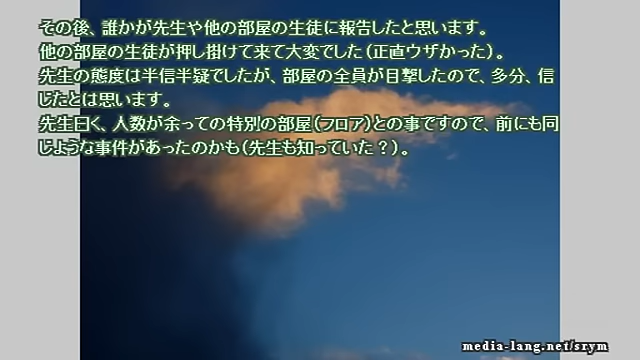 その後、誰かが先生や他の部屋の生徒に報告したと思います。
他の部屋の生徒が押し掛けて来て大変でした（正直ウザかった）。
先生の態度は半信半疑でしたが、部屋の全員が目撃したので、多分、信
じたとは思います。
先生曰く、人数が余っての特別の部屋（フロア）との事ですので、前にも同
じような事件があったのかも（先生も知っていた？）。
media-lang.net/srym